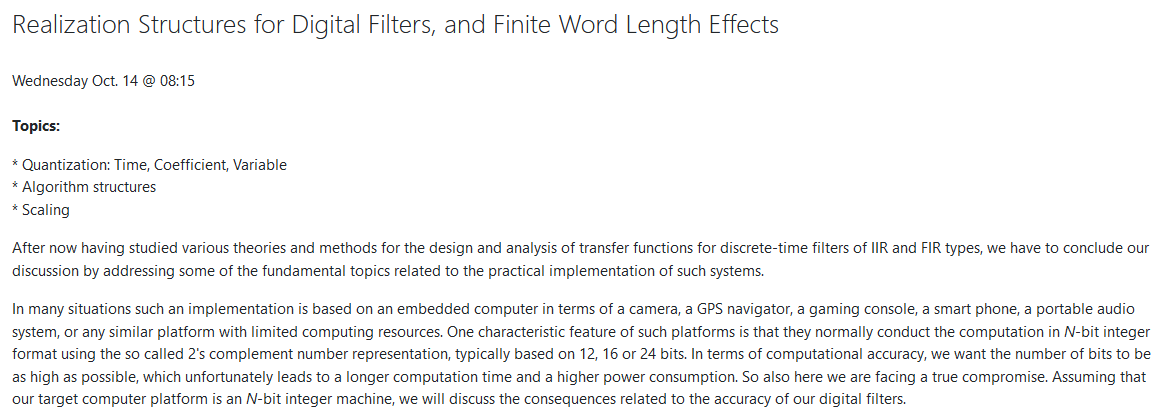 Realization Structures for Digital Filters, and Finite Word Length Effects
Wednesday Oct. 14 @ 08:15
Topics:
* Quantization: Time, Coefficient, Variable
* Algorithm structures
* Scaling
After now having studied various theories and methods for the design and analysis of transfer functions for discrete-time filters of IIR and FIR types, we have to conclude our
discussion by addressing some of the fundamental topics related to the practical implementation of such systems.
In many situations such an implementation is based on an embedded computer in terms of a camera, a GPS navigator, a gaming console, a smart phone, a portable audio
system, or any similar platform with limited computing resources. One characteristic feature of such platforms is that they normally conduct the computation in N-bit integer
format using the so called 2's complement number representation, typically based on 12, 16 or 24 bits. In terms of computational accuracy, we want the number of bits to be
as high as possible, which unfortunately leads to a longer computation time and a higher power consumption. So also here we are facing a true compromise. Assuming that
our target computer platform is an N-bit integer machine, we will discuss the consequences related to the accuracy of our digital filters.